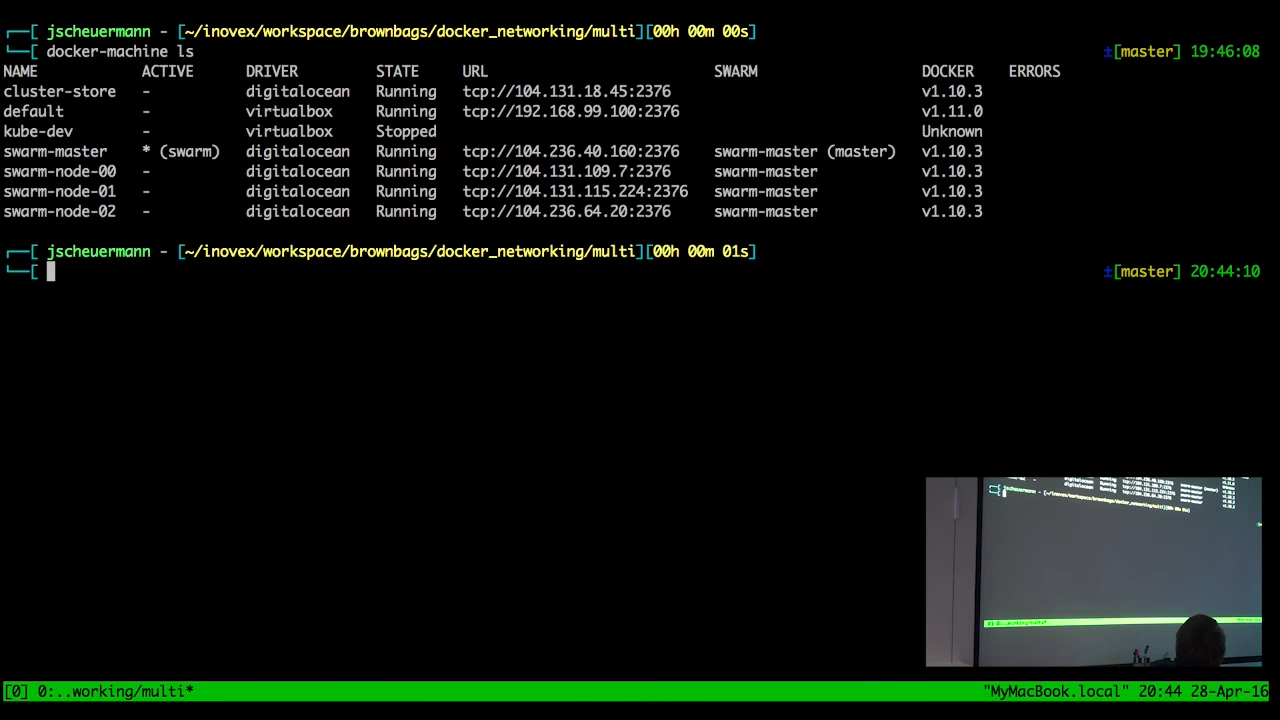 ┌─[ jscheuermann - [~/inovex/workspace/brownbags/docker_networking/multi][00h 00m 00s]
└─[ docker-machine ls ±[master] 19:46:08
NAME ACTIVE DRIVER STATE URL SWARM DOCKER ERRORS
cluster-store - digitalocean Running tcp://104.131.18.45:2376 v1.10.3
default - virtualbox Running tcp://192.168.99.100:2376 v1.11.0
kube-dev - virtualbox Stopped Unknown
swarm-master * (swarm) digitalocean Running tcp://104.236.40.160:2376 swarm-master (master) v1.10.3
swarm-node-00 - digitalocean Running tcp://104.131.109.7:2376 swarm-master v1.10.3
swarm-node-01 - digitalocean Running tcp://104.131.115.224:2376 swarm-master v1.10.3
swarm-node-02 - digitalocean Running tcp://104.236.64.20:2376 swarm-master v1.10.3
┌─[ jscheuermann - [~/inovex/workspace/brownbags/docker_networking/multi][00h 00m 01s]
└─[ ±[master] 20:44:10
[0] 0:..working/multi* "MyMacBook.local" 20:44 28-Apr-16